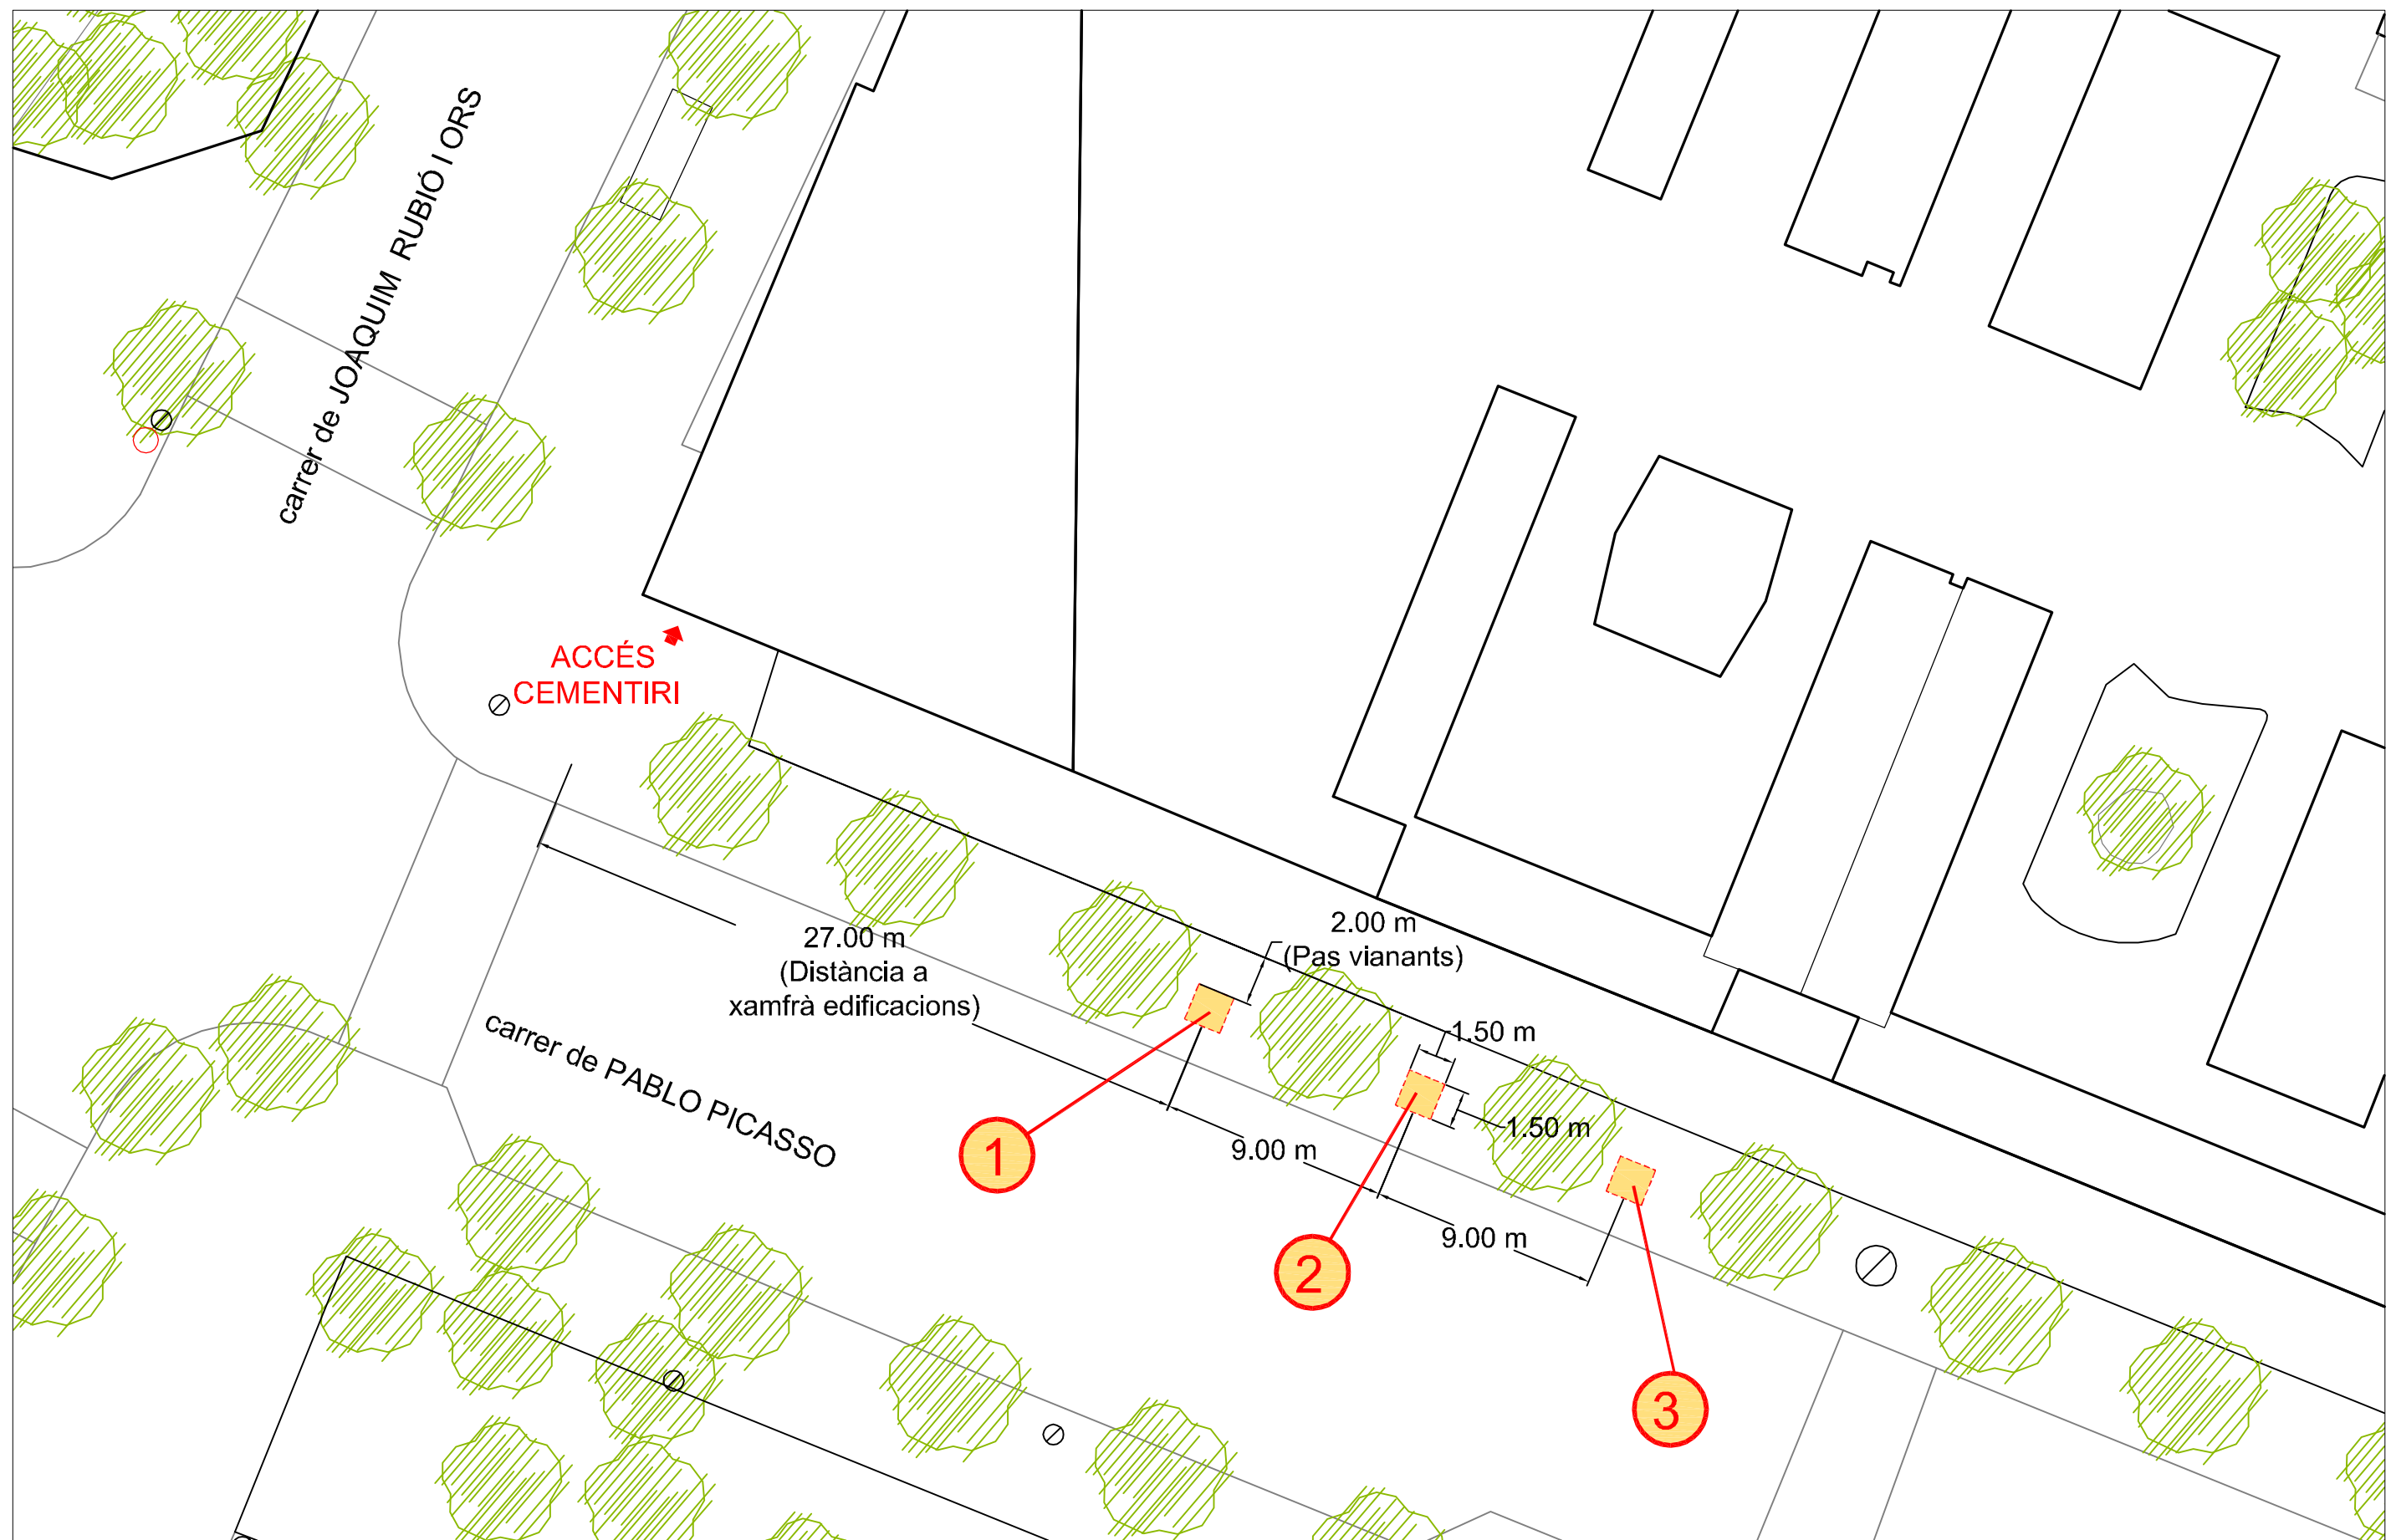 carrer de JOAQUIM RUBIÓ I ORS
ACCÉS
CEMENTIRI
27.00 m
(Distància a
xamfrà edificacions)
2.00 m
(Pas vianants)
1.50 m
1.50 m
carrer de PABLO PICASSO
1
9.00 m
2
9.00 m
3